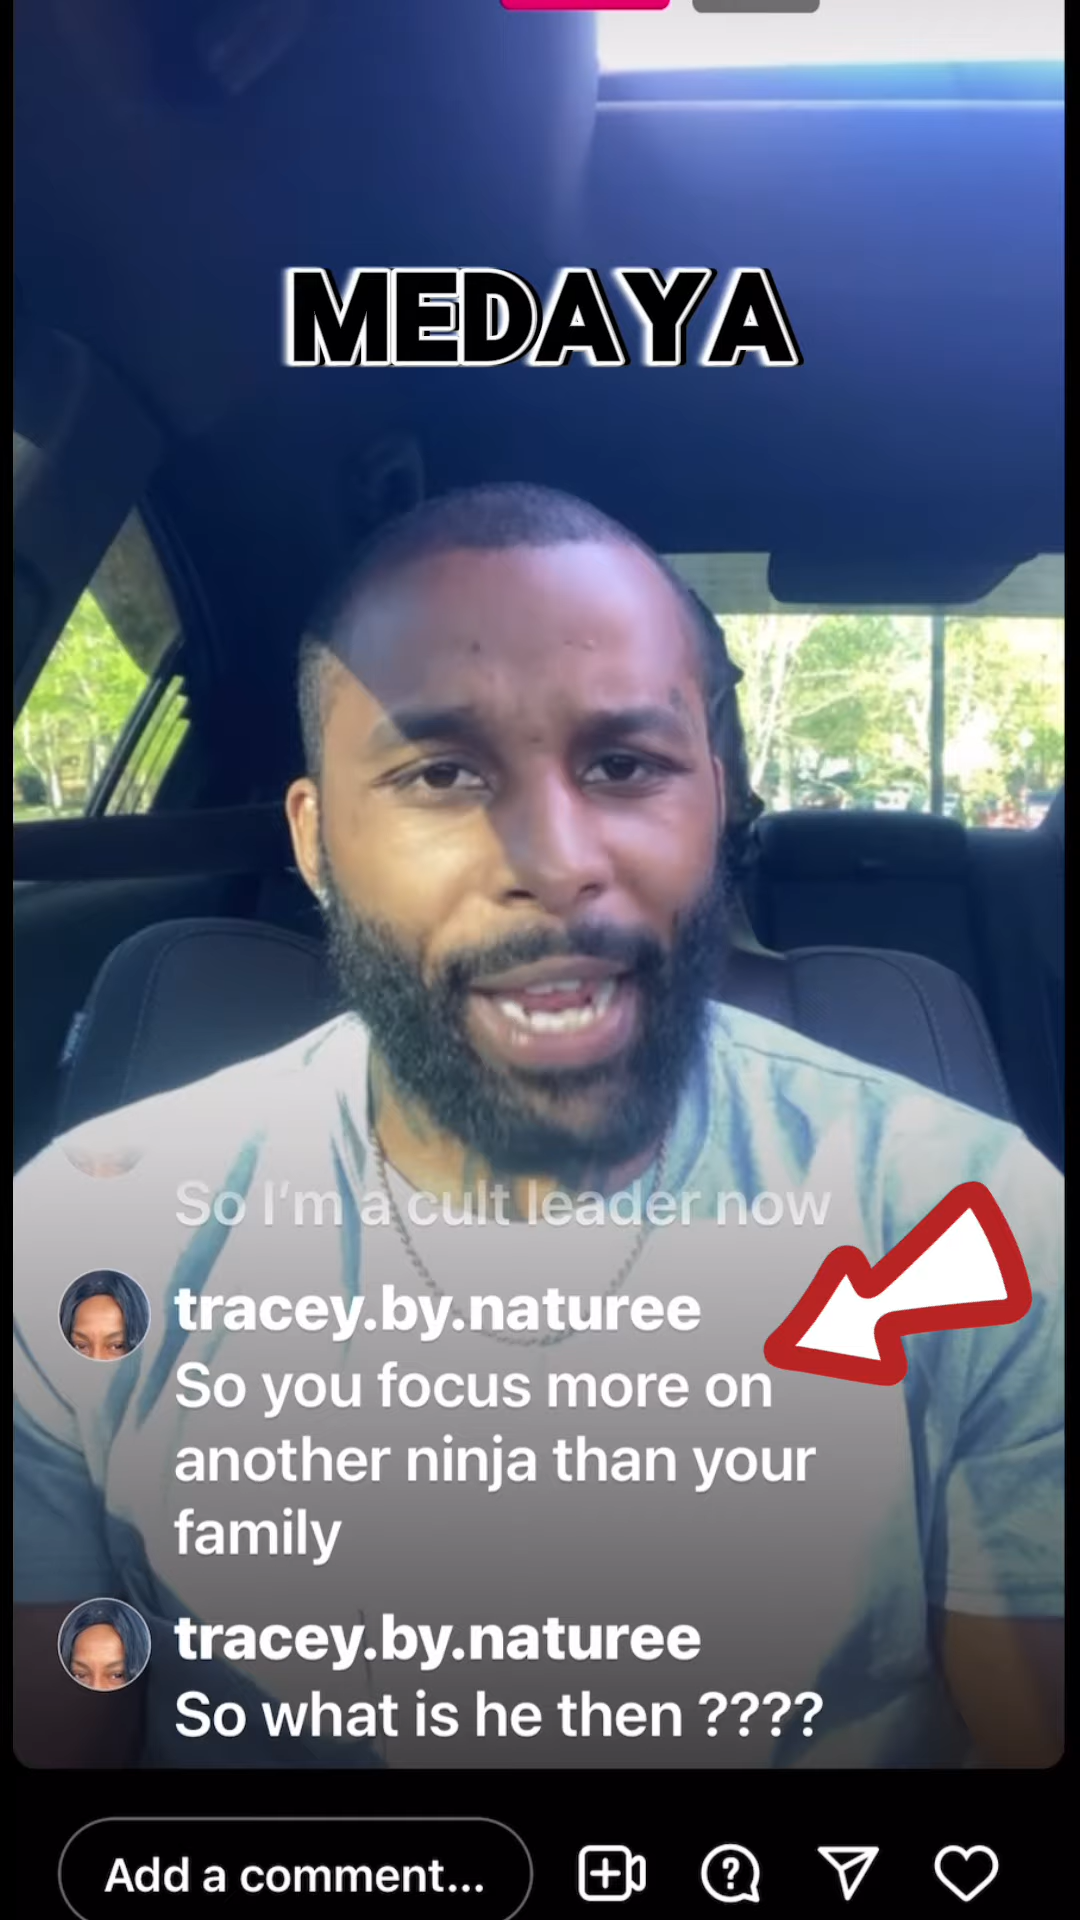 MEDAYA
So I'm a cult leader now
tracey.by.naturee
So you focus more on
another ninja than your
family
tracey.by.naturee
So what is he then ????
Add a comment...